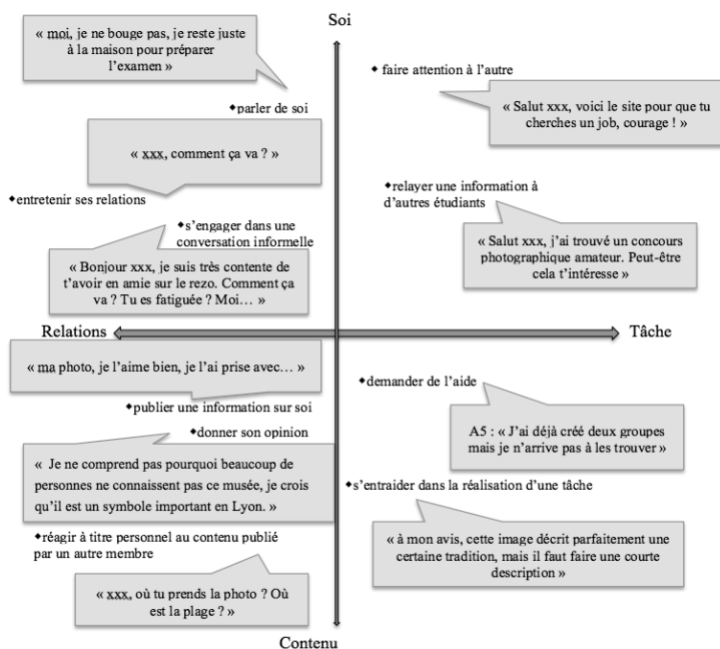 Soi
« moi, je ne bouge pas, je reste juste
à la maison pour préparer
l'examen »
◆parler de soi
« xxx, comment ça va ? »
◆entretenir ses relations
◆s'engager dans une
conversation informelle
« Bonjour xxx, je suis très contente de
t'avoir en amie sur le rezo. Comment ça
va ? Tu es fatiguée ? Moi… »
◆ faire attention à l'autre
« Salut xxx, voici le site pour que tu
cherches un job, courage ! »
◆relayer une information à
d'autres étudiants
« Salut xxx, j'ai trouvé un concours
photographique amateur. Peut-être
cela t'intéresse »
Relations
Tâche
« ma photo, je l'aime bien, je l'ai prise avec… »
◆publier une information sur soi
◆donner son opinion
« Je ne comprend pas pourquoi beaucoup de
personnes ne connaissent pas ce musée, je crois
qu'il est un symbole important en Lyon. »
◆réagir à titre personnel au contenu publié
par un autre membre
« xxx, où tu prends la photo ? Où
est la plage ? »
◆demander de l'aide
A5 : « J'ai déjà créé deux groupes
mais je n'arrive pas à les trouver »
◆s'entraider dans la réalisation d'une tâche
« à mon avis, cette image décrit parfaitement une
certaine tradition, mais il faut faire une courte
description »
Contenu